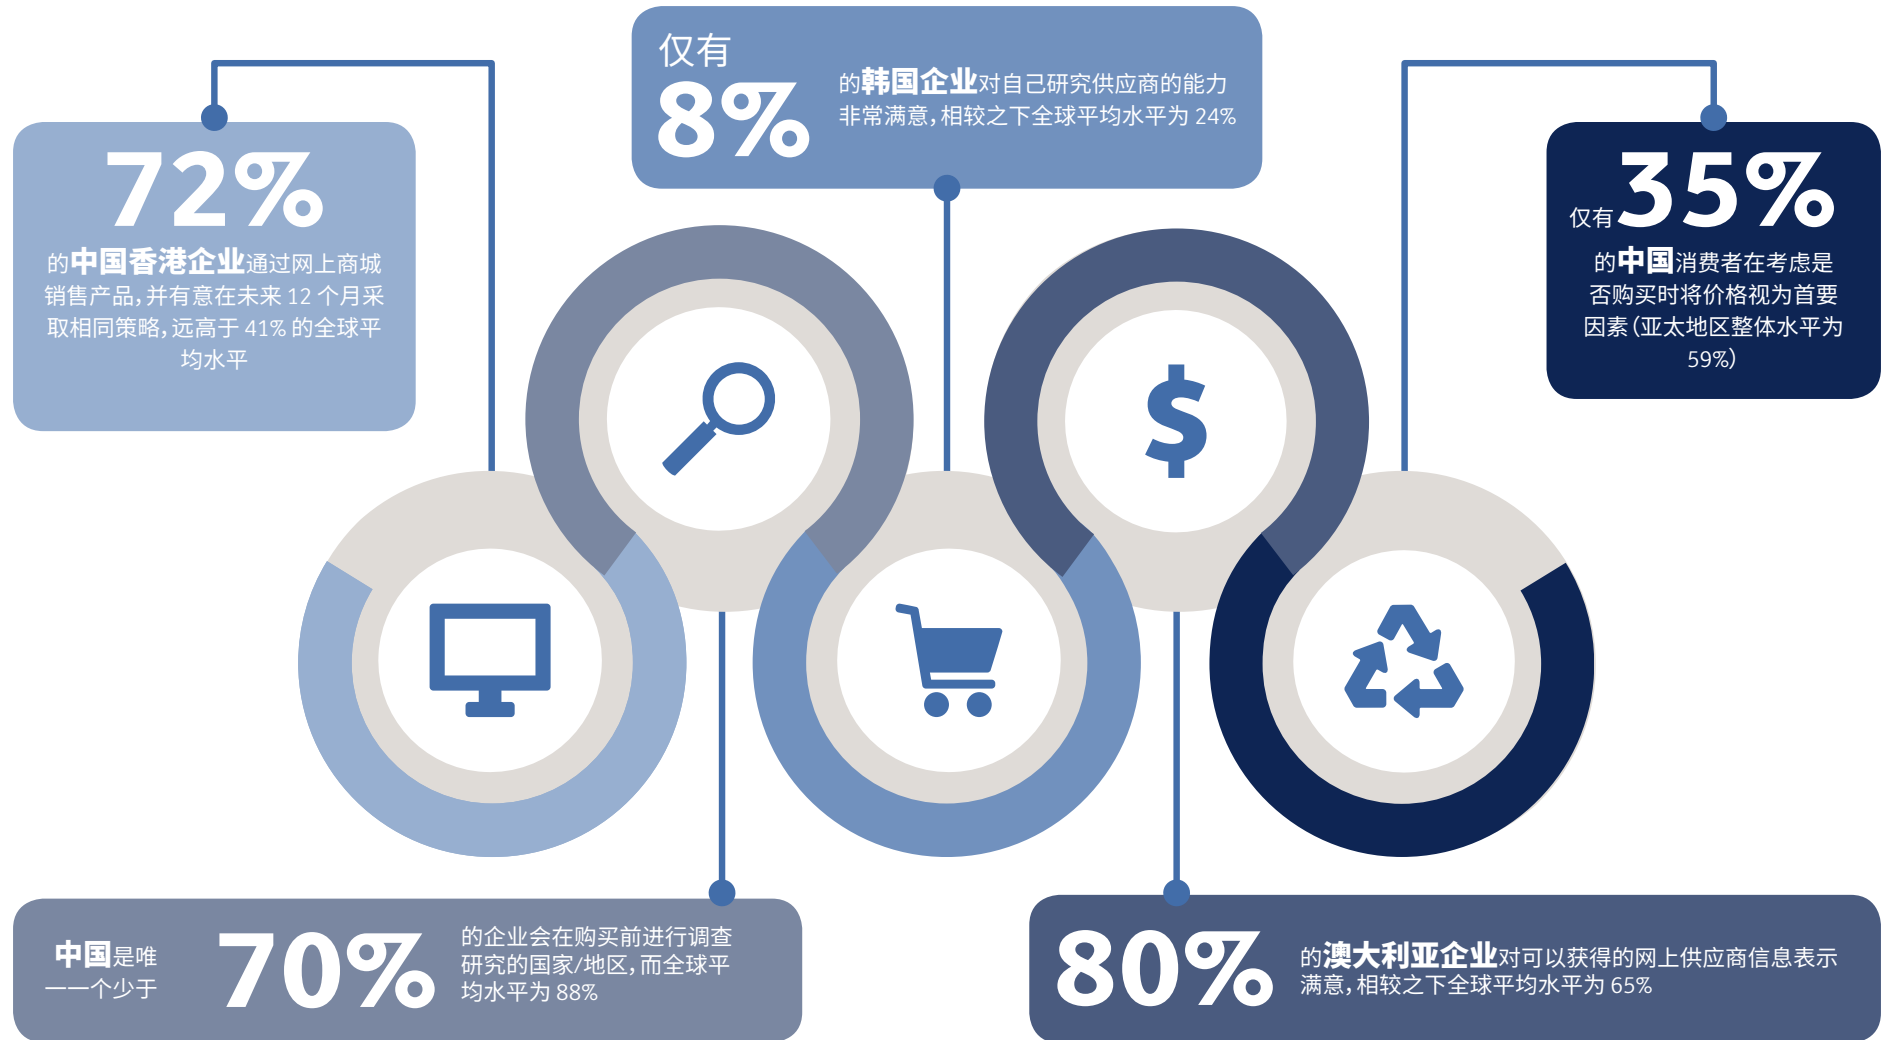 72%
的中国香港企业通过网上商城
销售产品，并有意在未来 12 个月采
取相同策略，远高于 41% 的全球平
均水平
仅有
8%
的韩国企业对自己研究供应商的能力
非常满意，相较之下全球平均水平为 24%
仅有35%
的中国消费者在考虑是
否购买时将价格视为首要
因素（亚太地区整体水平为
59%）
$
中国是唯
一一个少于
70%
的企业会在购买前进行调查
研究的国家/地区，而全球平
均水平为 88%
80%
的澳大利亚企业对可以获得的网上供应商信息表示
满意，相较之下全球平均水平为 65%